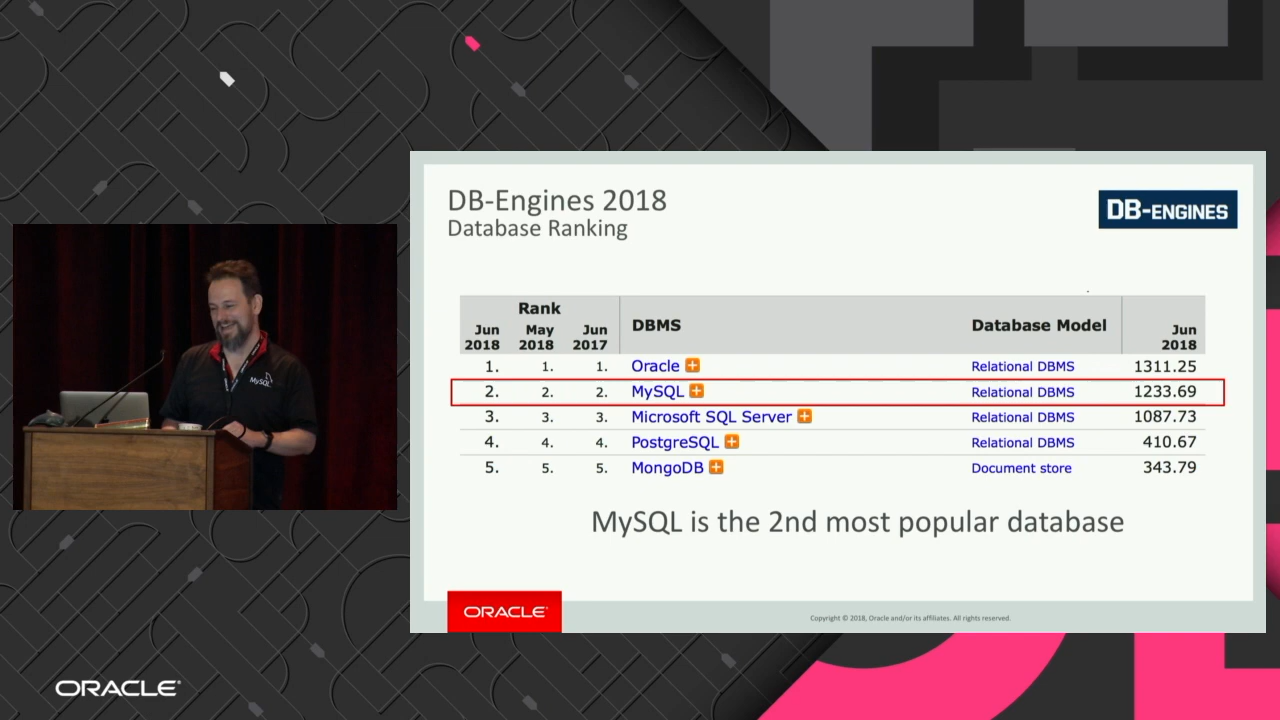 DB-Engines 2018
Database Ranking
DB-ENGINES
Rank
Jun 2018 May 2018 Jun 2017 DBMS Database Model Jun 2018
1. 1. 1. Oracle Relational DBMS 1311.25
2. 2. 2. MySQL Relational DBMS 1233.69
3. 3. 3. Microsoft SQL Server Relational DBMS 1087.73
4. 4. 4. PostgreSQL Relational DBMS 410.67
5. 5. 5. MongoDB Document store 343.79
MySQL is the 2nd most popular database
ORACLE
Copyright © 2018, Oracle and/or its affiliates. All rights reserved.
MySQL
ORACLE